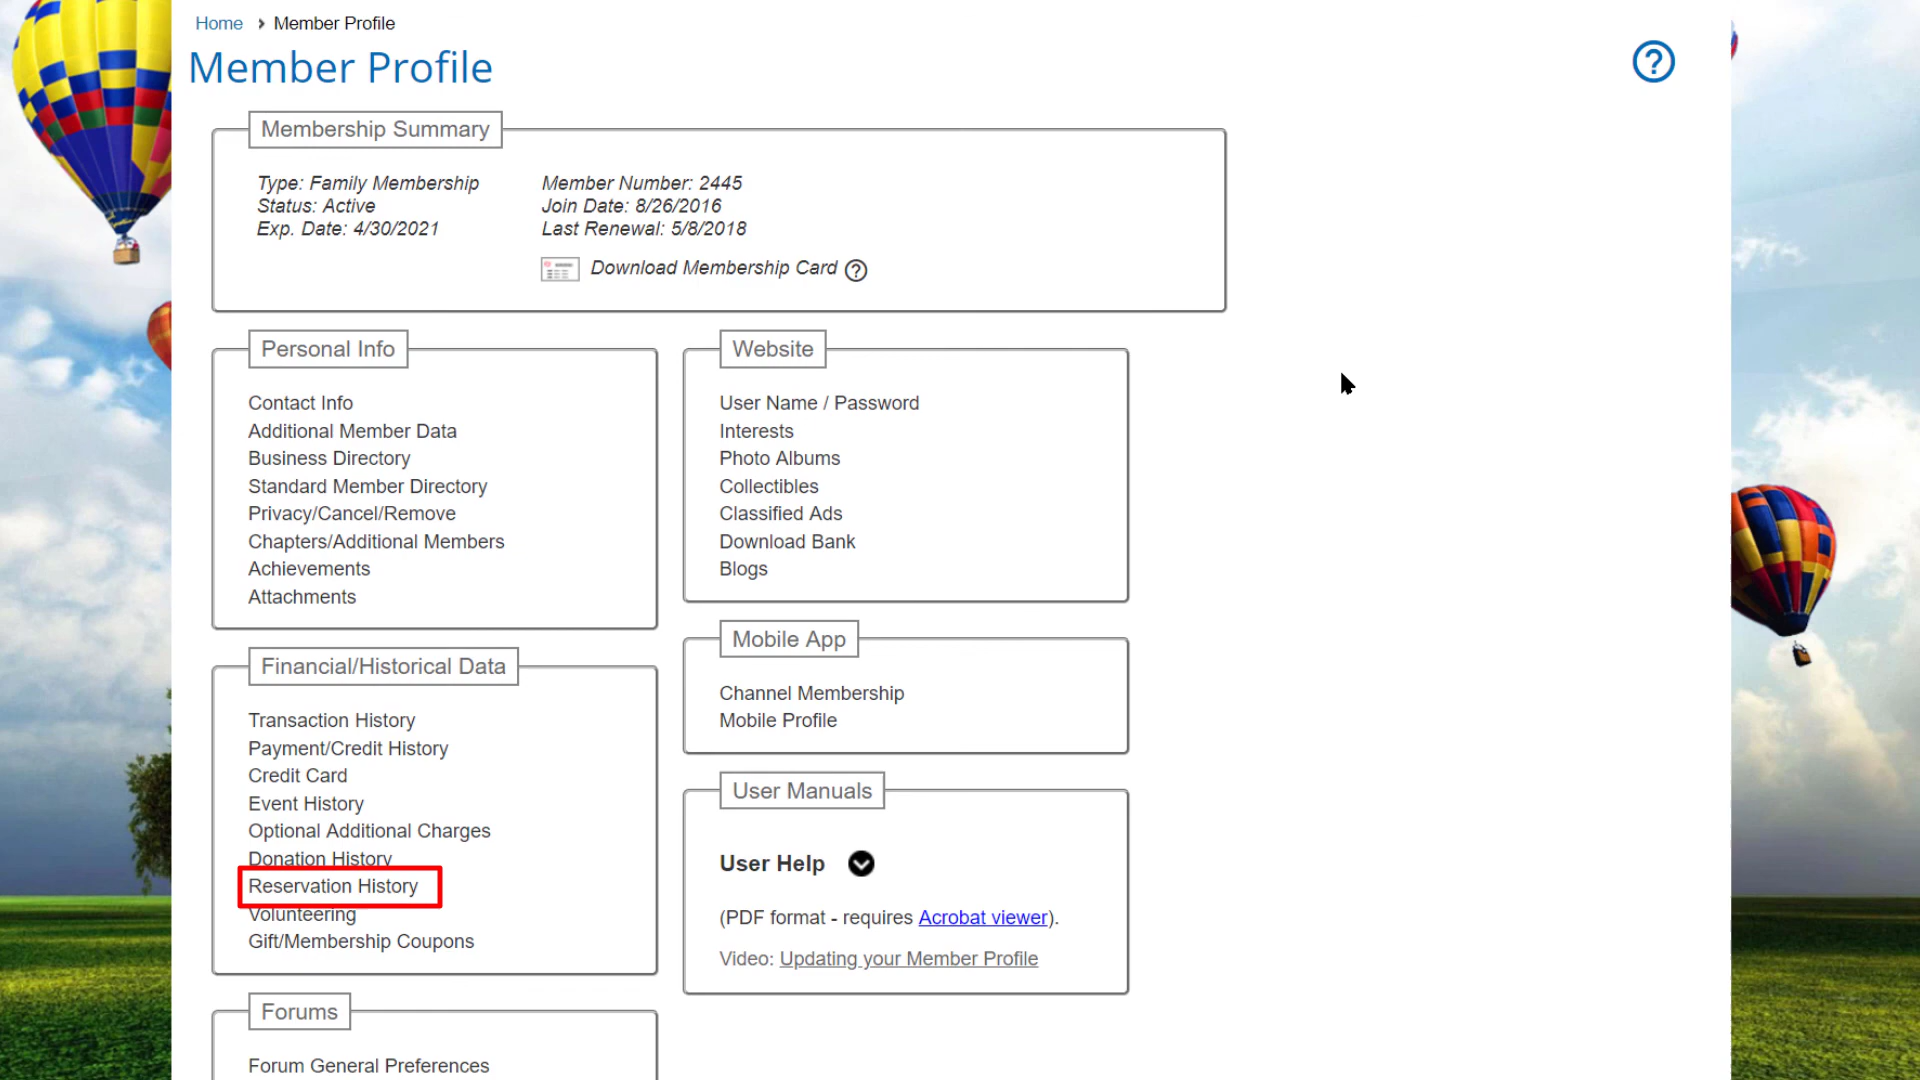 Home > Member Profile
Member Profile
Membership Summary
Type: Family Membership
Status: Active
Exp. Date: 4/30/2021
Member Number: 2445
Join Date: 8/26/2016
Last Renewal: 5/8/2018
Download Membership Card
Personal Info
Contact Info
Additional Member Data
Business Directory
Standard Member Directory
Privacy/Cancel/Remove
Chapters/Additional Members
Achievements
Attachments
Financial/Historical Data
Transaction History
Payment/Credit History
Credit Card
Event History
Optional Additional Charges
Donation History
Reservation History
Volunteering
Gift/Membership Coupons
Forums
Forum General Preferences
Website
User Name / Password
Interests
Photo Albums
Collectibles
Classified Ads
Download Bank
Blogs
Mobile App
Channel Membership
Mobile Profile
User Manuals
User Help
(PDF format - requires Acrobat viewer).
Video: Updating your Member Profile